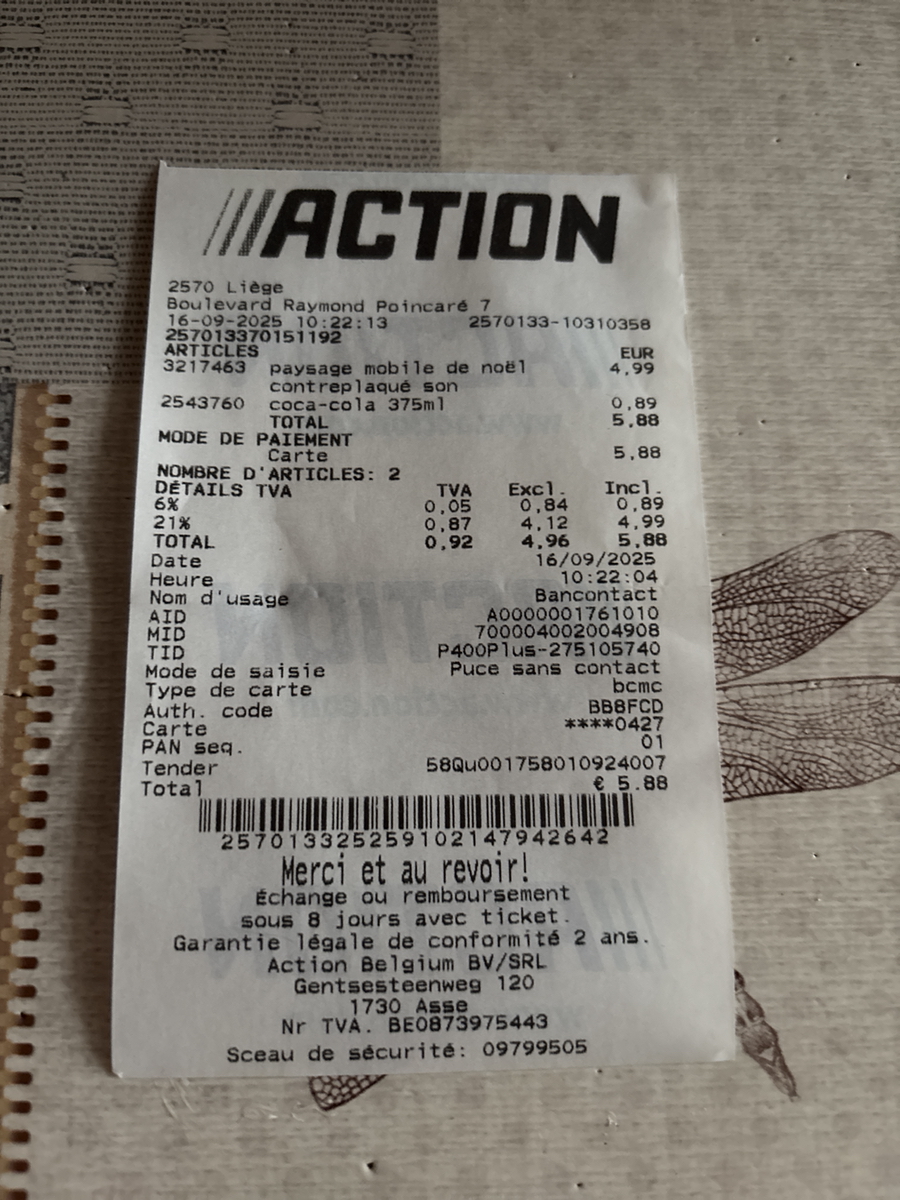 ACTION
2570 Liège
Boulevard Raymond Poincaré 7
16-09-2025 10:22:13 2570133-10310358
257013370151192
ARTICLES EUR
3217463 paysage mobile de noël 4,99
contreplaqué son
2543760 coca-cola 375ml 0,89
TOTAL 5,88
MODE DE PAIEMENT
Carte 5,88
NOMBRE D'ARTICLES: 2
DÉTAILS TVA TVA Excl. Incl.
6% 0,05 0,84 0,89
21% 0,87 4,12 4,99
TOTAL 0,92 4,96 5,88
Date 16/09/2025
Heure 10:22:04
Nom d'usage Bancontact
AID A0000001761010
MID 700004002004908
TID P400Plus-275105740
Mode de saisie Puce sans contact
Type de carte bcmc
Auth. code BB8FCD
Carte ****0427
PAN seq. 01
Tender 58Qu001758010924007
Total € 5.88
257013325259102147942642
Merci et au revoir!
Échange ou remboursement
sous 8 jours avec ticket.
Garantie légale de conformité 2 ans.
Action Belgium BV/SRL
Gentsesteenweg 120
1730 Asse
Nr TVA. BE0873975443
Sceau de sécurité: 09799505